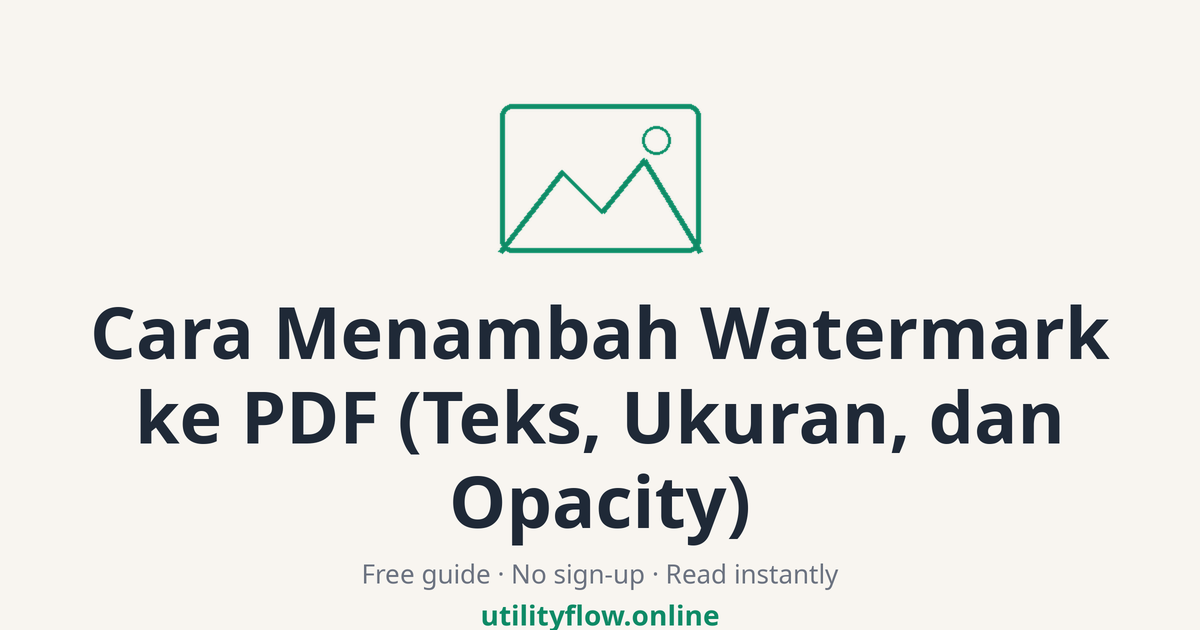 Cara Menambah Watermark
ke PDF (Teks, Ukuran, dan
Opacity)
Free guide · No sign-up · Read instantly
utilityflow.online